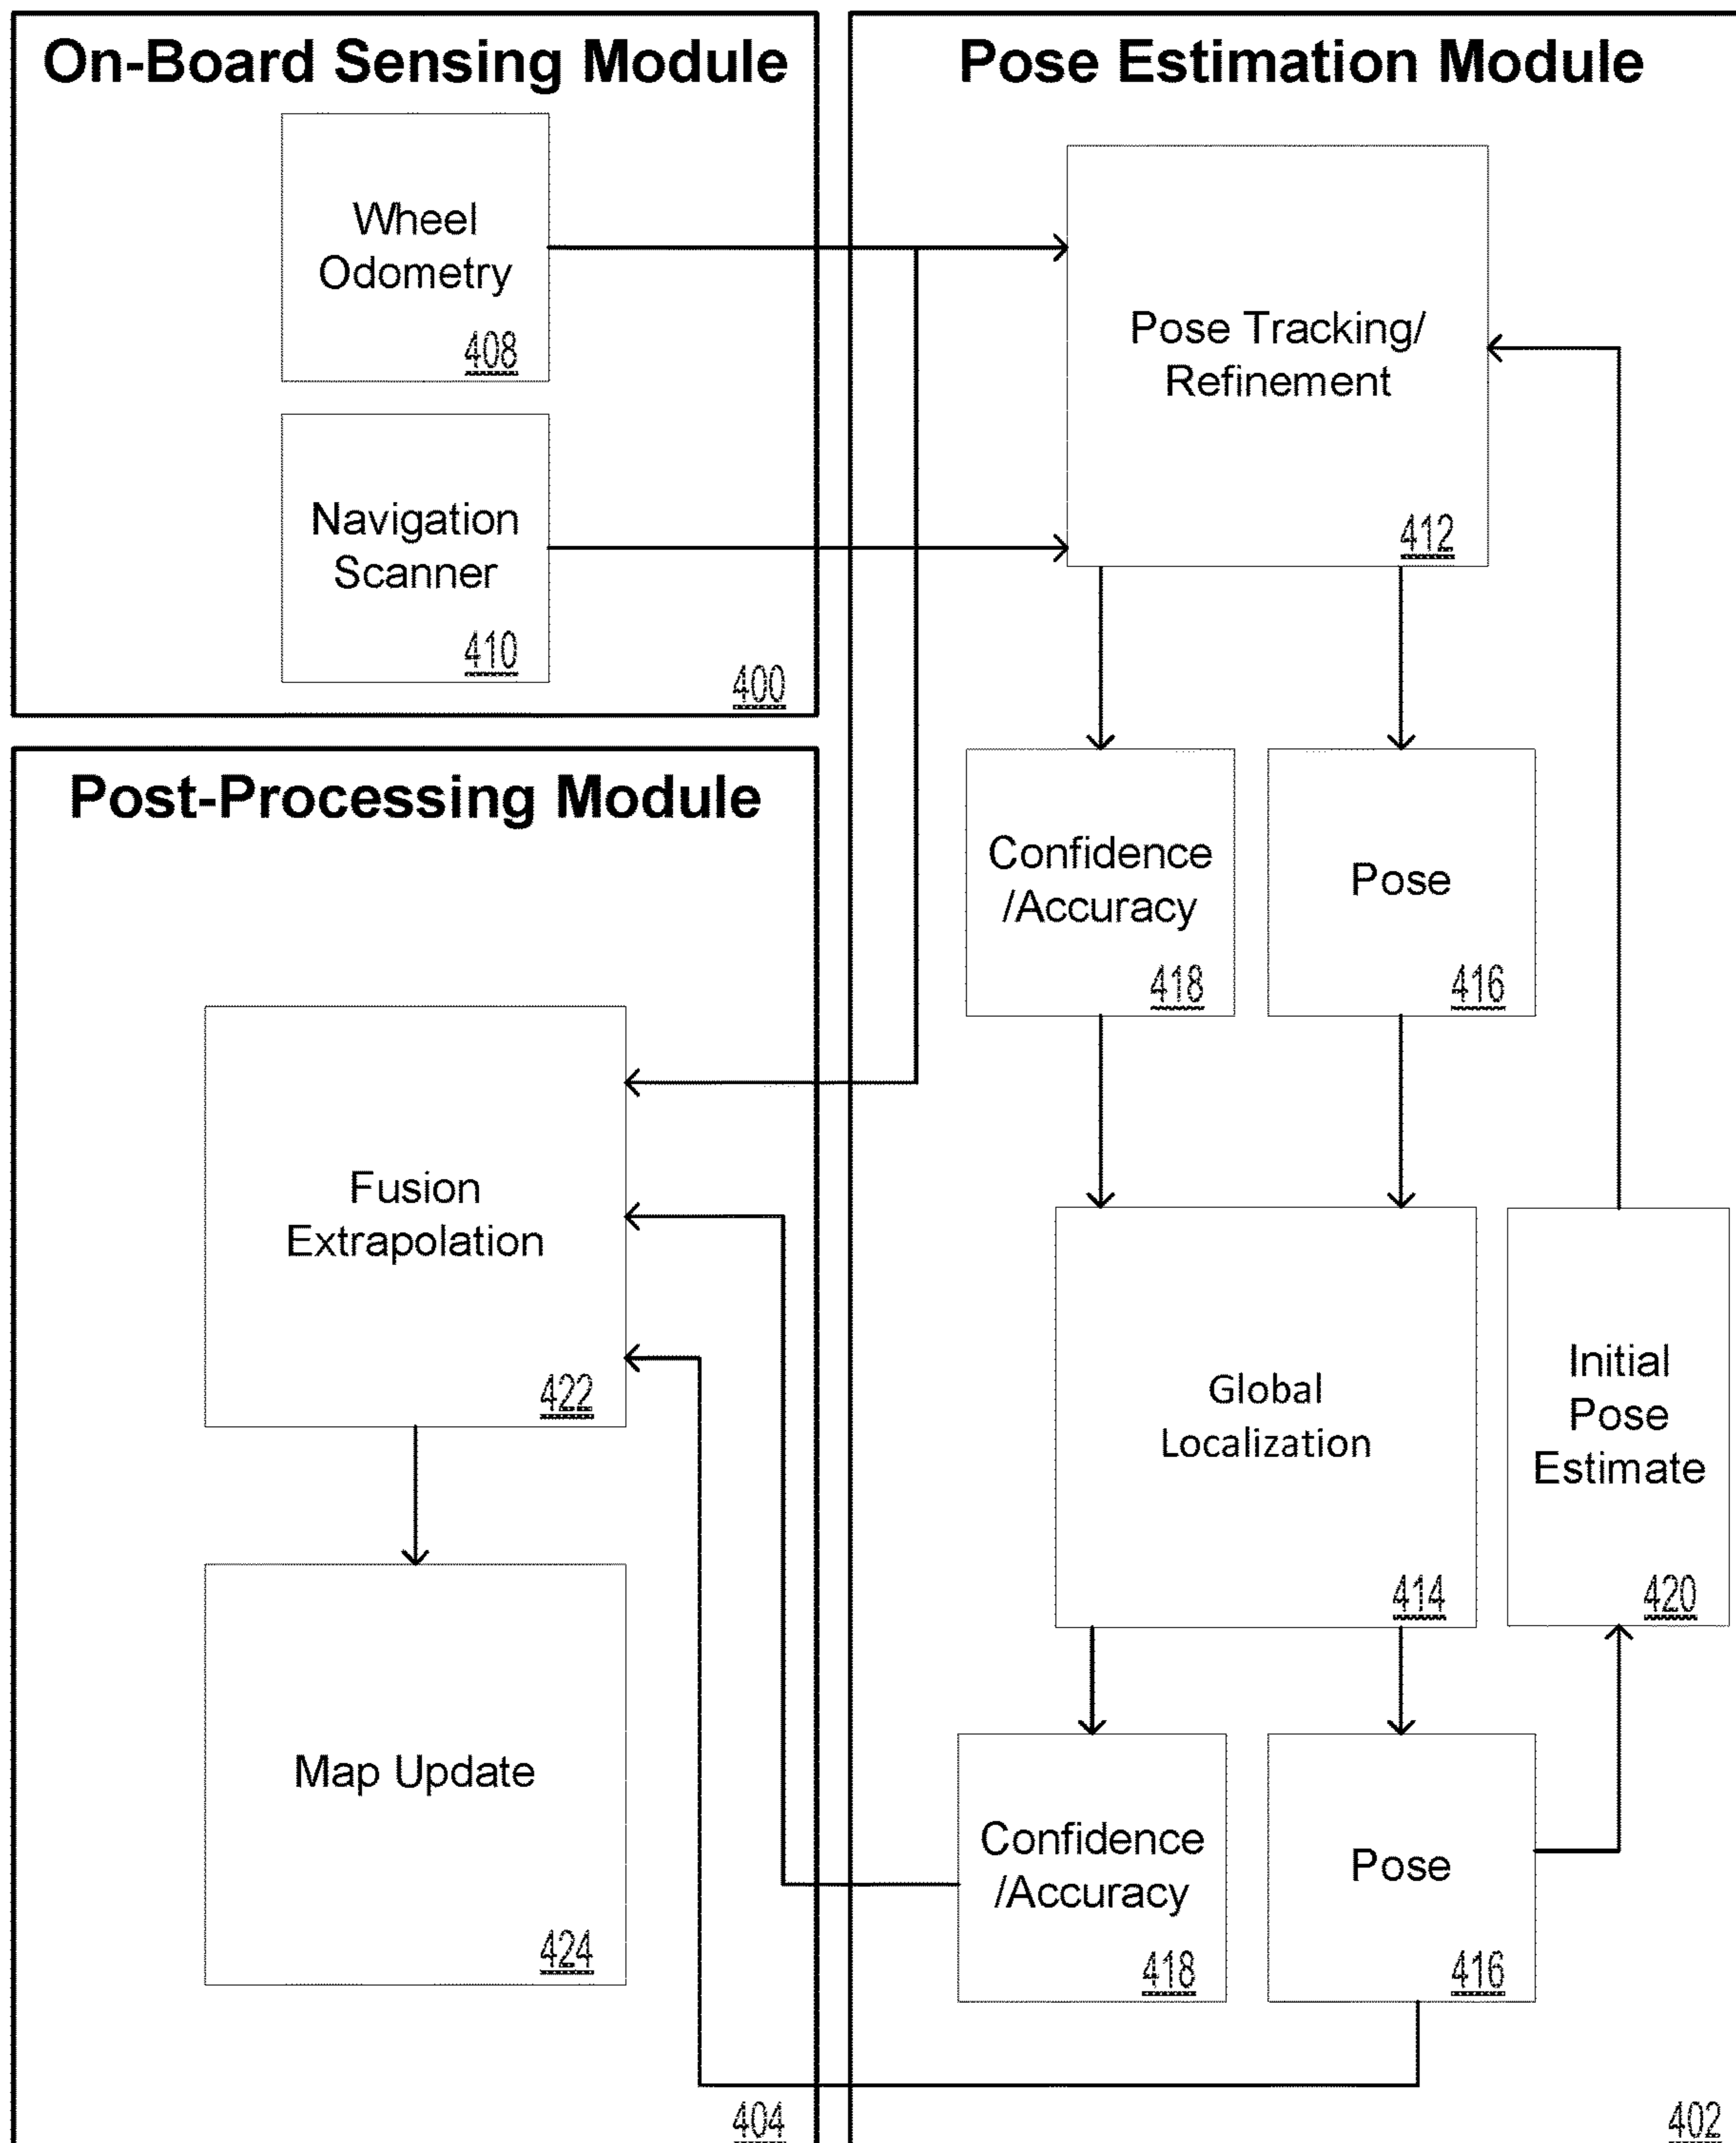 On-Board Sensing Module
Wheel
Odometry
408
Navigation
Scanner
410
400
Pose Estimation Module
Pose Tracking/
Refinement
412
Confidence
/Accuracy
418
Pose
416
Global
Localization
414
Initial
Pose
Estimate
420
Confidence
/Accuracy
418
Pose
416
402
Post-Processing Module
Fusion
Extrapolation
422
Map Update
424
404